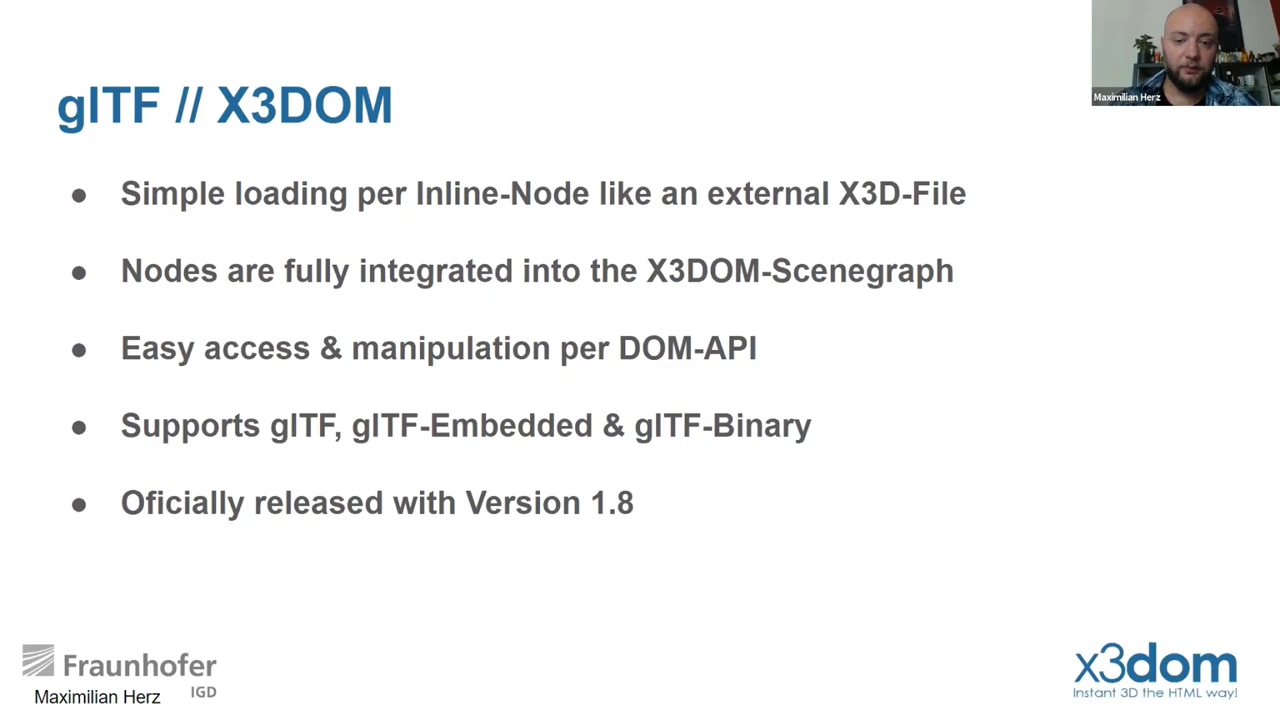 Maximilian Herz
glTF // X3DOM
● Simple loading per Inline-Node like an external X3D-File
● Nodes are fully integrated into the X3DOM-Scenegraph
● Easy access & manipulation per DOM-API
● Supports glTF, glTF-Embedded & glTF-Binary
● Oficially released with Version 1.8
Fraunhofer
IGD
Maximilian Herz
x3dom
Instant 3D the HTML way!